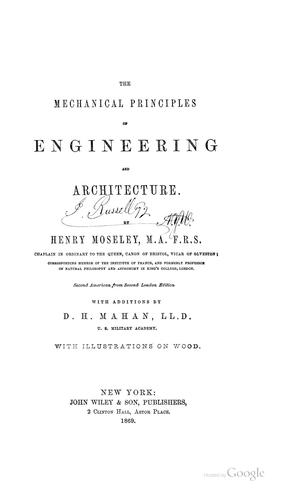 THE
MECHANICAL PRINCIPLES
OF
ENGINEERING
AND
ARCHITECTURE.
J. Russell
BY
HENRY MOSELEY, M.A. F.R.S.
CHAPLAIN IN ORDINARY TO THE QUEEN, CANON OF BRISTOL, VICAR OF OLVESTON;
CORRESPONDING MEMBER OF THE INSTITUTE OF FRANCE, AND FORMERLY PROFESSOR
OF NATURAL PHILOSOPHY AND ASTRONOMY IN KING'S COLLEGE, LONDON.
Second American from Second London Edition
WITH ADDITIONS BY
D. H. MAHAN, LL.D.
U. S. MILITARY ACADEMY.
WITH ILLUSTRATIONS ON WOOD.
NEW YORK:
JOHN WILEY & SON, PUBLISHERS,
2 CLINTON HALL, ASTOR PLACE.
1869.
Google